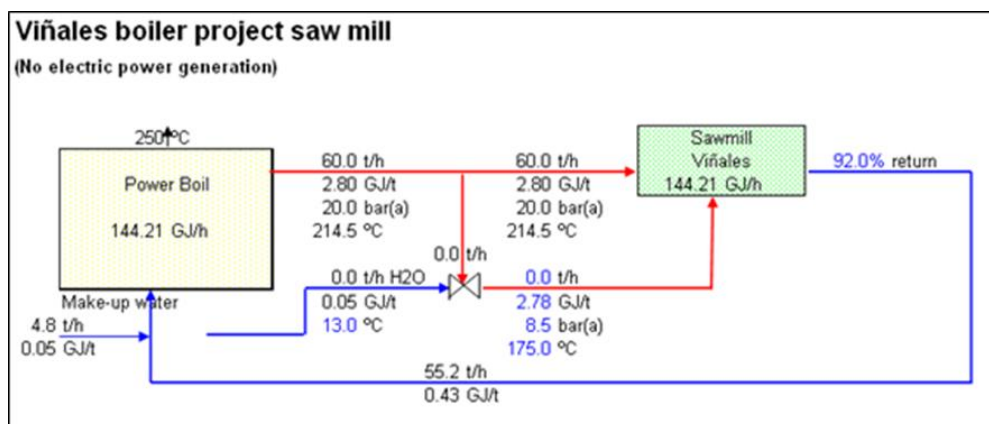 Viñales boiler project saw mill
(No electric power generation)
250 ºC
Power Boil
144.21 GJ/h
60.0 t/h
2.80 GJ/t
20.0 bar(a)
214.5 ºC
60.0 t/h
2.80 GJ/t
20.0 bar(a)
214.5 ºC
Sawmill
Viñales
144.21 GJ/h
92.0% return
0.0 t/h
0.0 t/h H2O
0.05 GJ/t
13.0 ºC
0.0 t/h
2.78 GJ/t
8.5 bar(a)
175.0 ºC
Make-up water
4.8 t/h
0.05 GJ/t
55.2 t/h
0.43 GJ/t